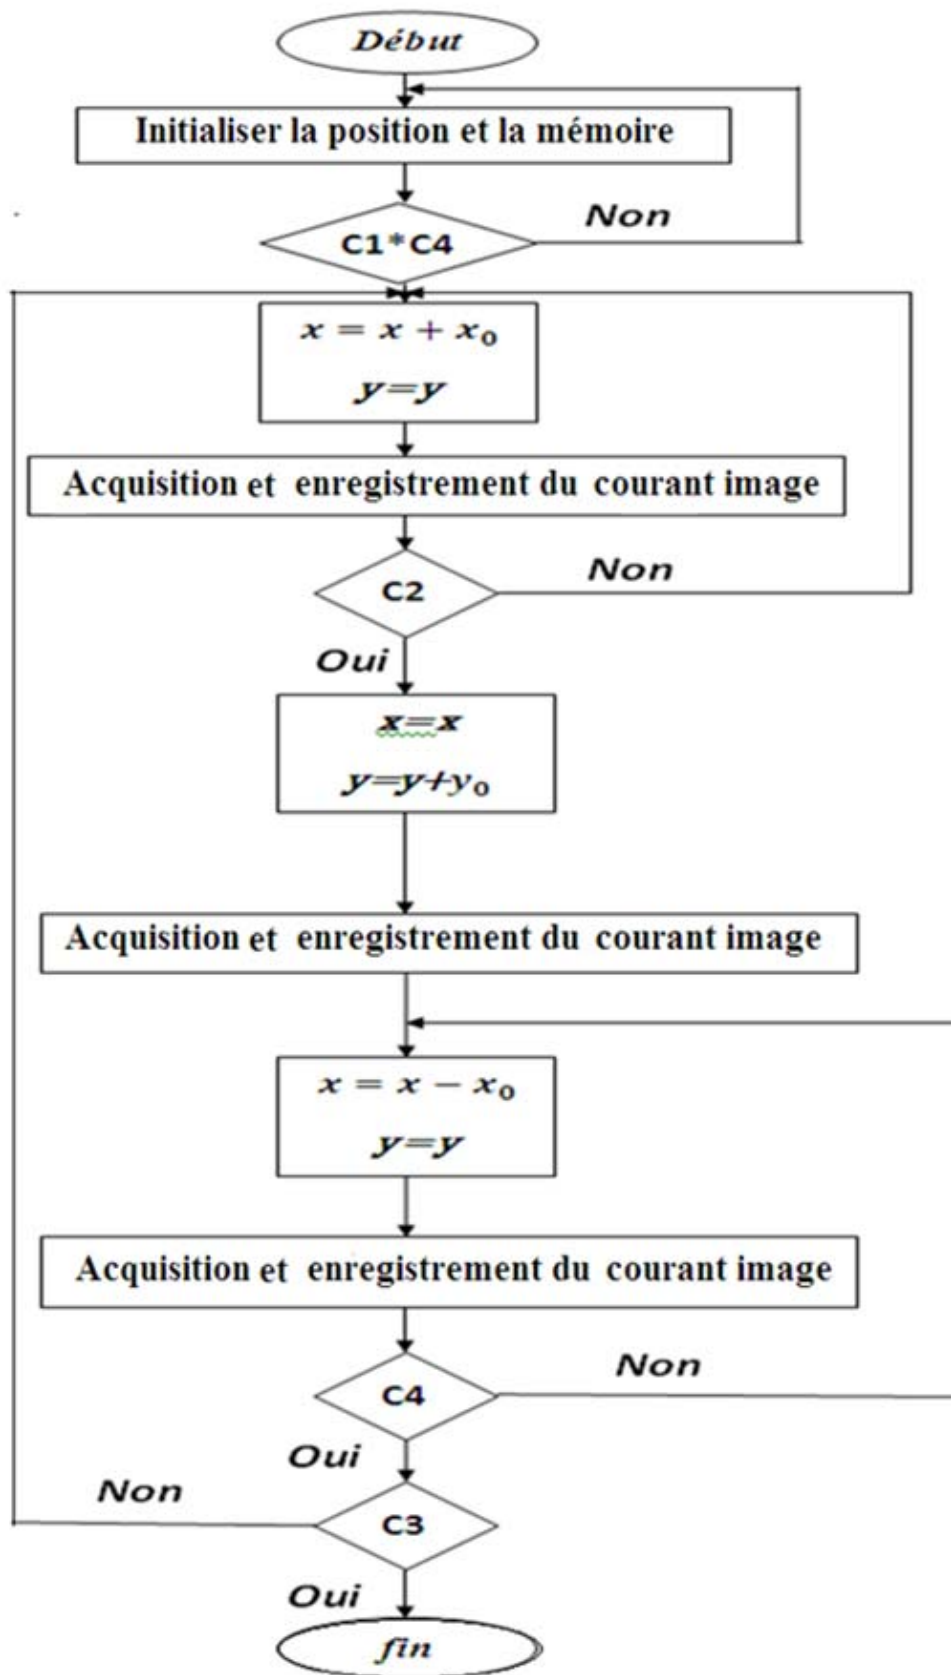 Début
Initialiser la position et la mémoire
Non
C1*C4
x = x + x₀
y=y
Acquisition et enregistrement du courant image
Non
C2
Oui
x=x
y=y+y₀
Acquisition et enregistrement du courant image
x = x − x₀
y=y
Acquisition et enregistrement du courant image
Non
C4
Oui
Non
C3
Oui
fin